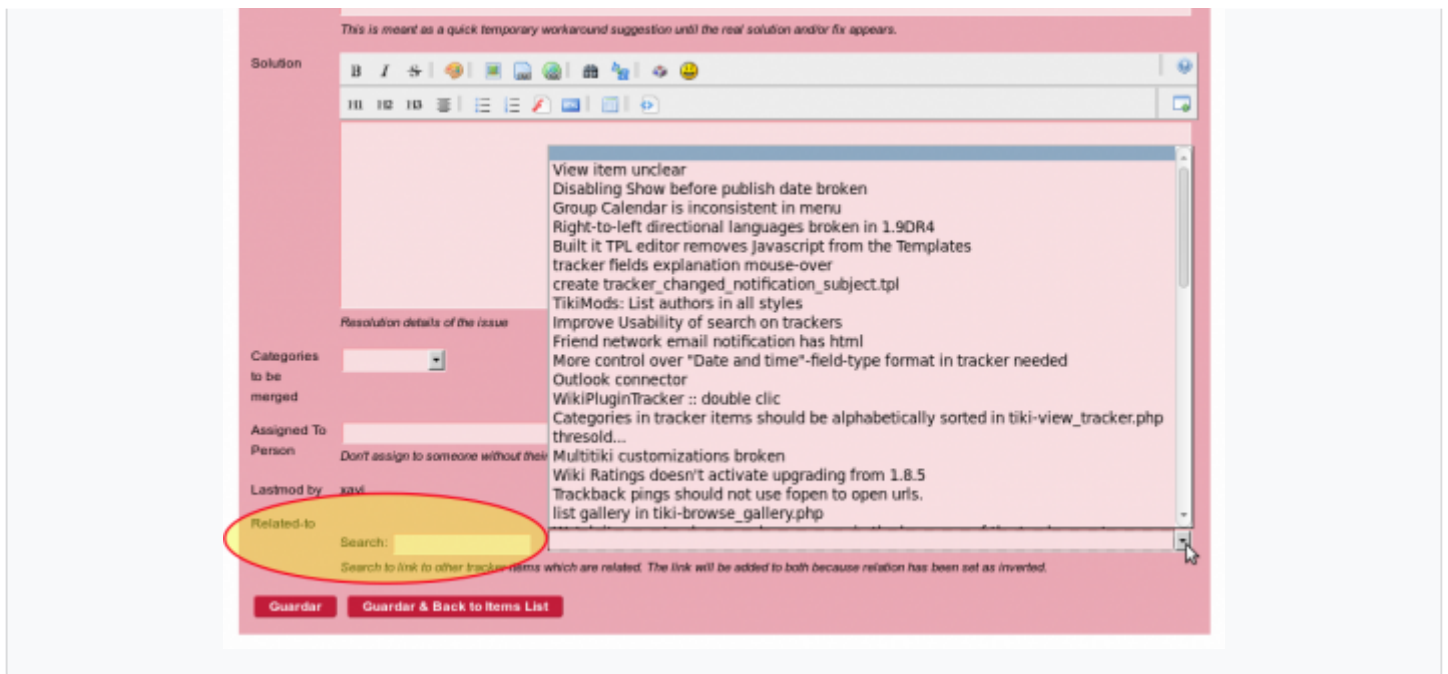 This is meant as a quick temporary workaround suggestion until the real solution and/or fix appears.
Solution
B I S
H1 H2 H3
View item unclear
Disabling Show before publish date broken
Group Calendar is inconsistent in menu
Right-to-left directional languages broken in 1.9DR4
Built it TPL editor removes Javascript from the Templates
tracker fields explanation mouse-over
create tracker_changed_notification_subject.tpl
TikiMods: List authors in all styles
Resolution details of the issue
Improve Usability of search on trackers
Friend network email notification has html
Categories
to be
merged
More control over "Date and time"-field-type format in tracker needed
Outlook connector
WikiPluginTracker :: double clic
Categories in tracker items should be alphabetically sorted in tiki-view_tracker.php
Assigned To
Person
thresold...
Don't assign to someone without their
Multitiki customizations broken
Wiki Ratings doesn't activate upgrading from 1.8.5
Lastmod by xavi
Trackback pings should not use fopen to open urls.
list gallery in tiki-browse_gallery.php
Related-to
Search:
Search to link to other tracker items which are related. The link will be added to both because relation has been set as inverted.
Guardar Guardar & Back to Items List